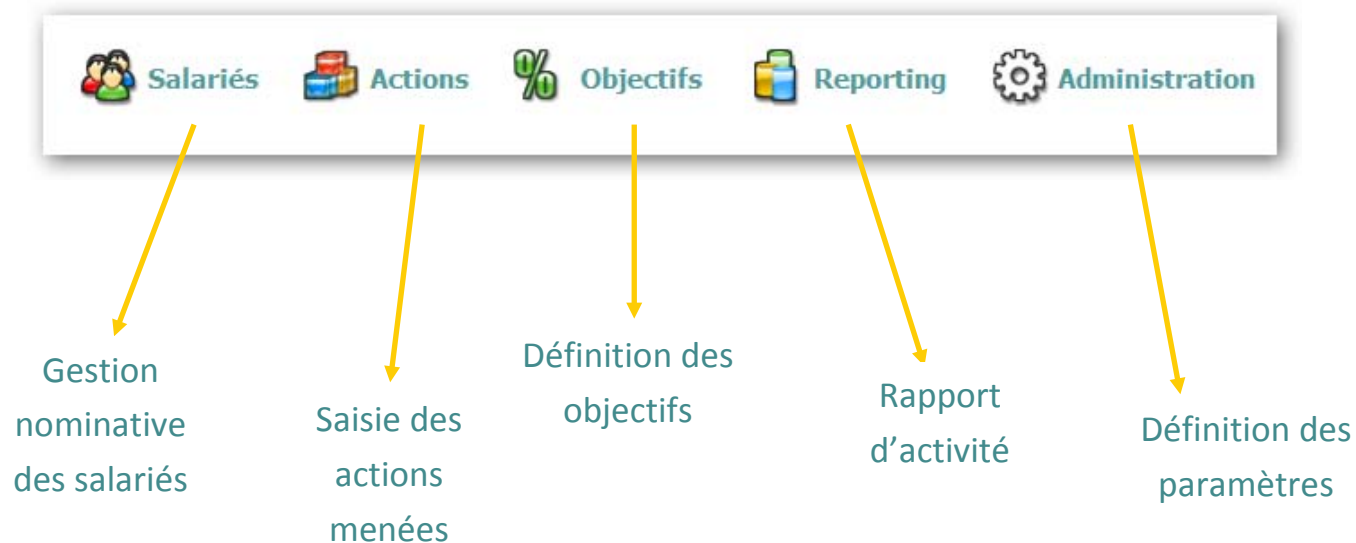 Salariés
Actions
% Objectifs
Reporting
Administration
Gestion
nominative
des salariés
Saisie des
actions
menées
Définition des
objectifs
Rapport
d’activité
Définition des
paramètres